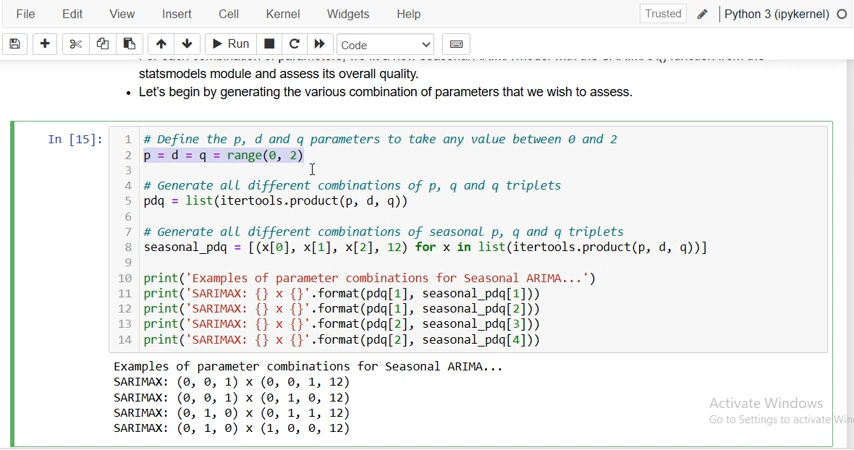 File Edit View Insert Cell Kernel Widgets Help Trusted Python 3 (ipykernel)
Run Code
statsmodels module and assess its overall quality.
• Let's begin by generating the various combination of parameters that we wish to assess.
In [15]: 1 # Define the p, d and q parameters to take any value between 0 and 2
2 p = d = q = range(0, 2)
3
4 # Generate all different combinations of p, q and q triplets
5 pdq = list(itertools.product(p, d, q))
6
7 # Generate all different combinations of seasonal p, q and q triplets
8 seasonal_pdq = [(x[0], x[1], x[2], 12) for x in list(itertools.product(p, d, q))]
9
10 print('Examples of parameter combinations for Seasonal ARIMA...')
11 print('SARIMAX: {} x {}'.format(pdq[1], seasonal_pdq[1]))
12 print('SARIMAX: {} x {}'.format(pdq[1], seasonal_pdq[2]))
13 print('SARIMAX: {} x {}'.format(pdq[2], seasonal_pdq[3]))
14 print('SARIMAX: {} x {}'.format(pdq[2], seasonal_pdq[4]))
Examples of parameter combinations for Seasonal ARIMA...
SARIMAX: (0, 0, 1) x (0, 0, 1, 12)
SARIMAX: (0, 0, 1) x (0, 1, 0, 12)
SARIMAX: (0, 1, 0) x (0, 1, 1, 12)
SARIMAX: (0, 1, 0) x (1, 0, 0, 12)
Activate Windows
Go to Settings to activate Win